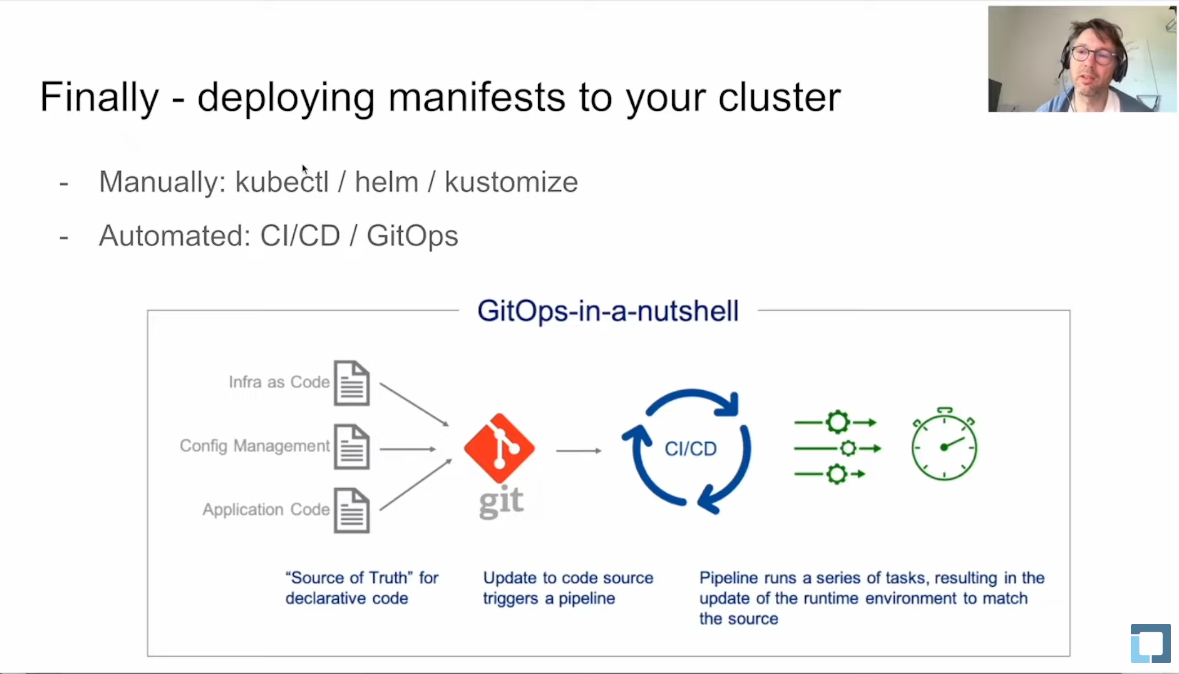 Finally - deploying manifests to your cluster
- Manually: kubectl / helm / kustomize
- Automated: CI/CD / GitOps
GitOps-in-a-nutshell
Infra as Code
Config Management
Application Code
git
CI/CD
“Source of Truth” for
declarative code
Update to code source
triggers a pipeline
Pipeline runs a series of tasks, resulting in the
update of the runtime environment to match
the source